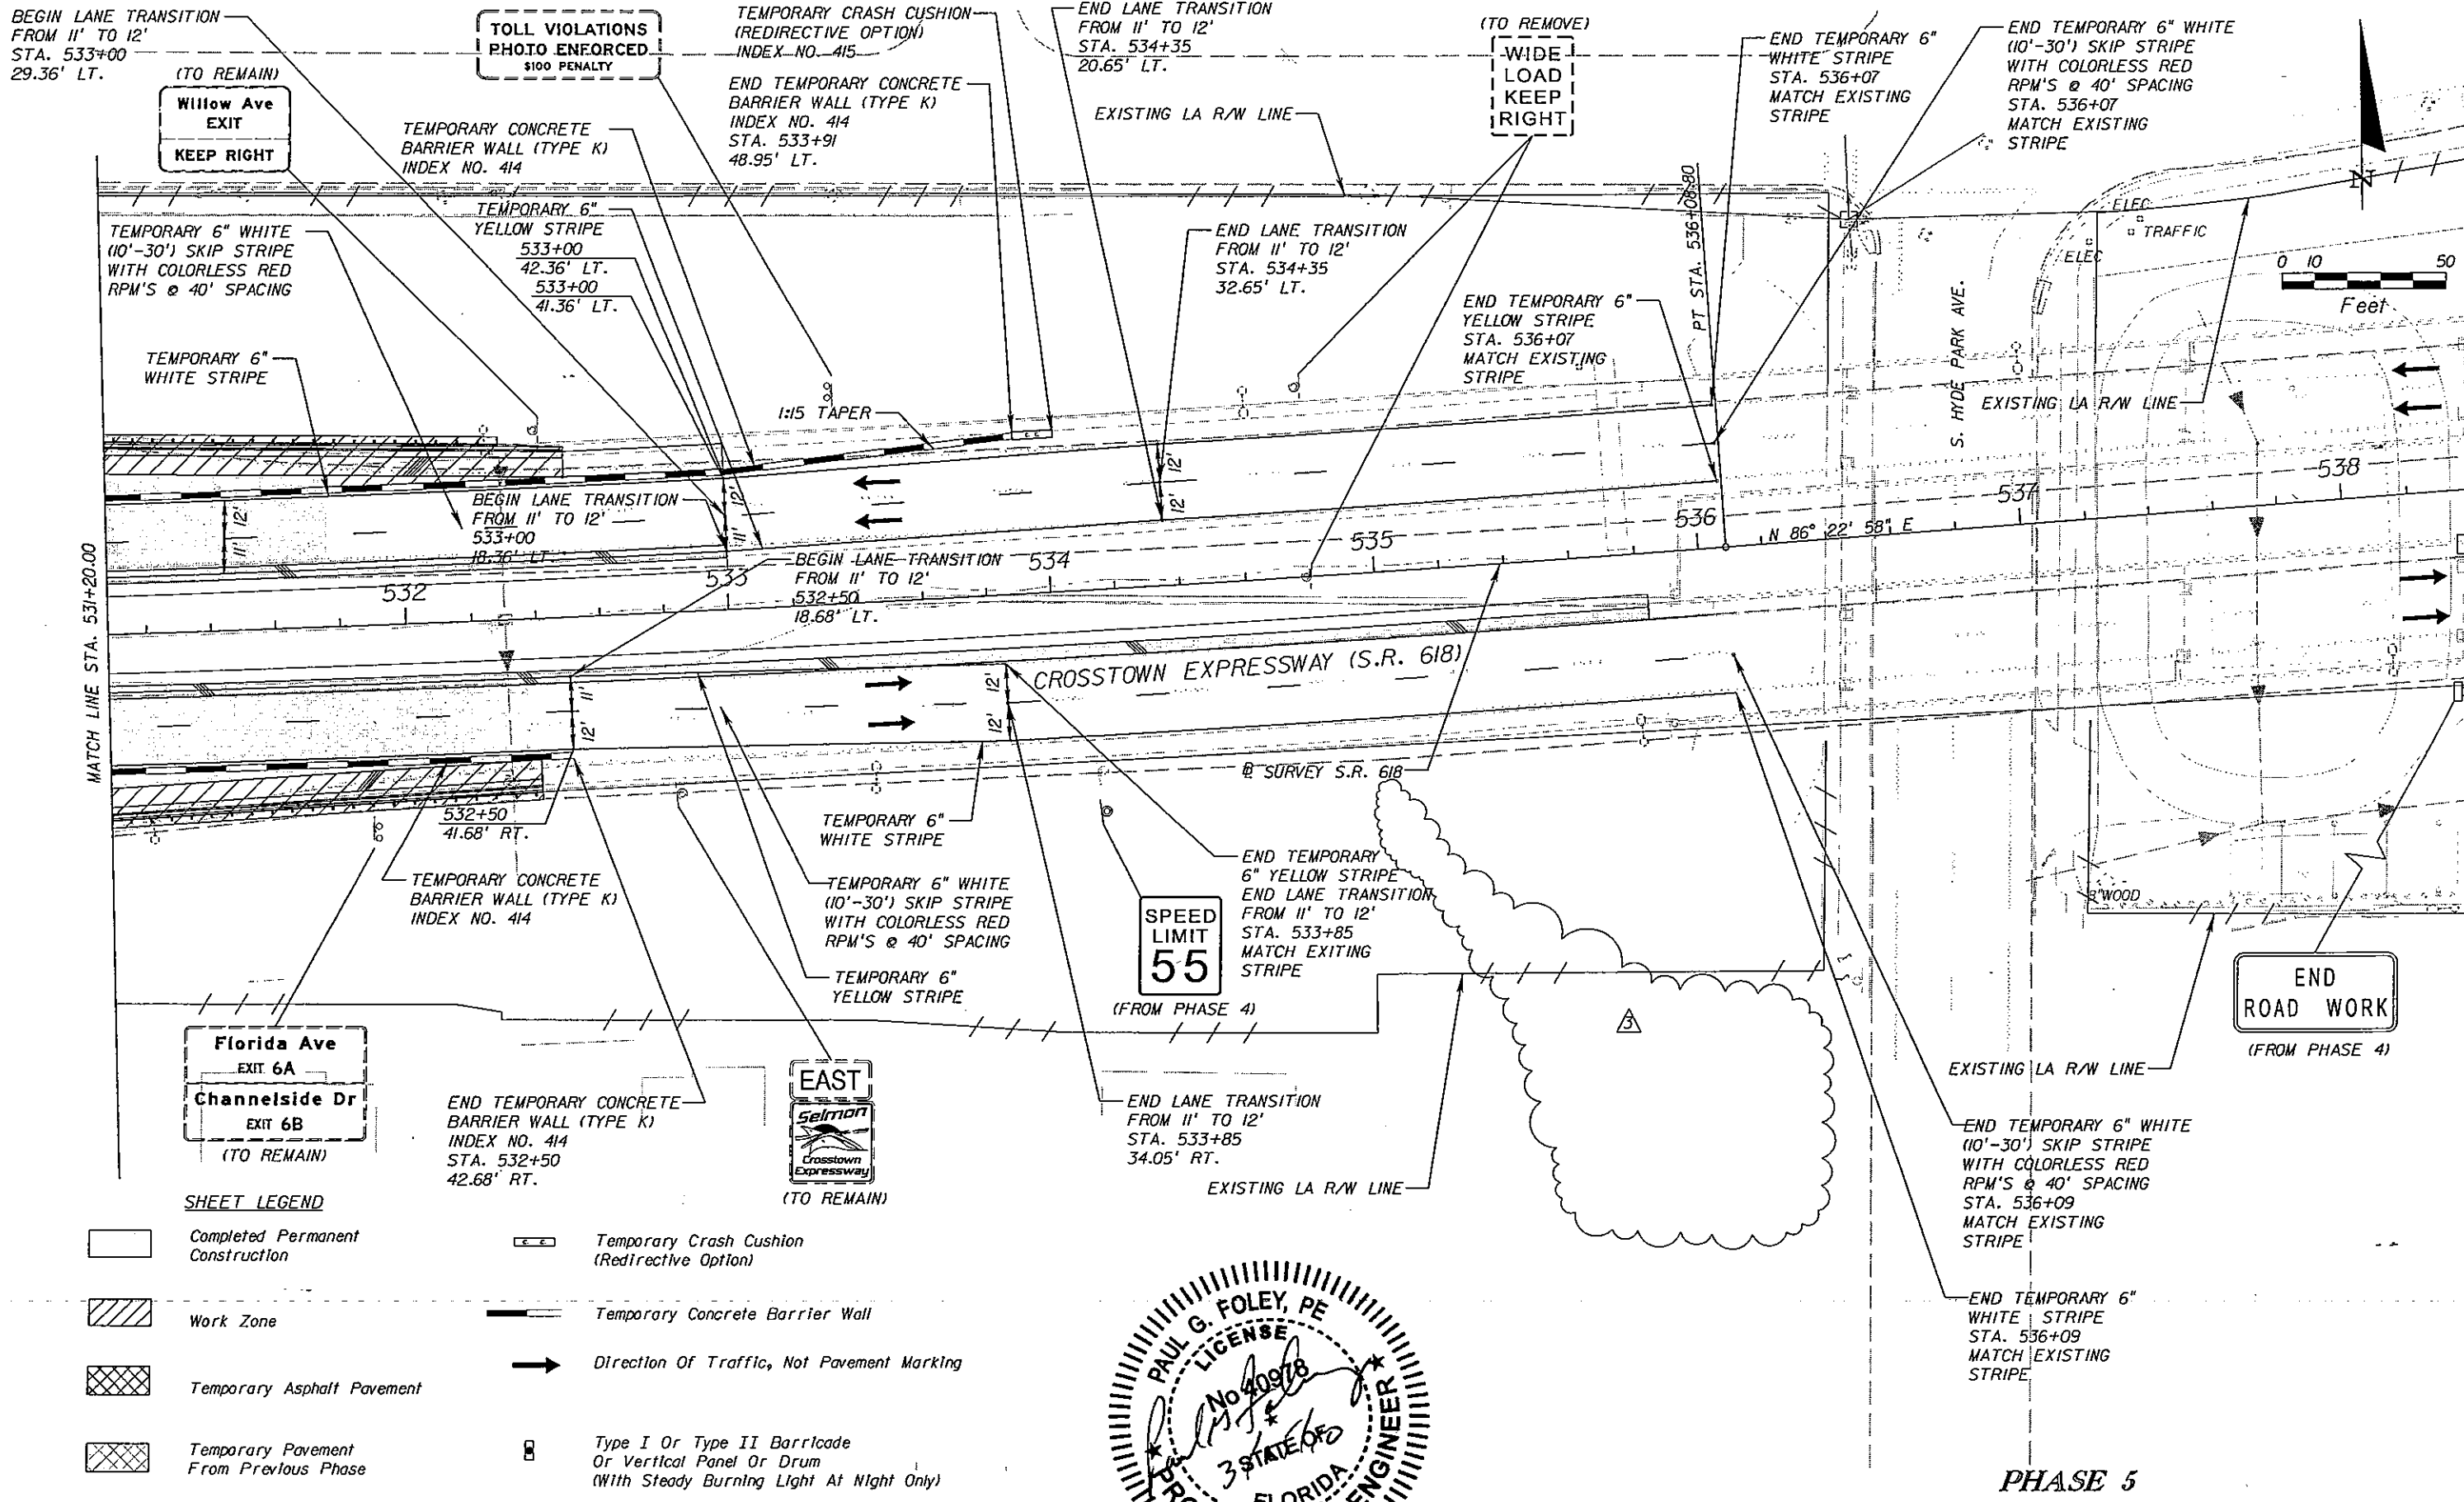 BEGIN LANE TRANSITION
FROM 11' TO 12'
STA. 533+00
29.36' LT.
(TO REMAIN)
Willow Ave
EXIT
KEEP RIGHT
TOLL VIOLATIONS
PHOTO ENFORCED
$100 PENALTY
TEMPORARY CRASH CUSHION
(REDIRECTIVE OPTION)
INDEX NO. 415
END TEMPORARY CONCRETE
BARRIER WALL (TYPE K)
INDEX NO. 414
STA. 533+91
48.95' LT.
END LANE TRANSITION
FROM 11' TO 12'
STA. 534+35
20.65' LT.
(TO REMOVE)
WIDE
LOAD
KEEP
RIGHT
EXISTING LA R/W LINE
END TEMPORARY 6"
WHITE STRIPE
STA. 536+07
MATCH EXISTING
STRIPE
END TEMPORARY 6" WHITE
(10'-30') SKIP STRIPE
WITH COLORLESS RED
RPM'S @ 40' SPACING
STA. 536+07
MATCH EXISTING
STRIPE
TEMPORARY CONCRETE
BARRIER WALL (TYPE K)
INDEX NO. 414
TEMPORARY 6"
YELLOW STRIPE
533+00
42.36' LT.
533+00
41.36' LT.
TEMPORARY 6" WHITE
(10'-30') SKIP STRIPE
WITH COLORLESS RED
RPM'S @ 40' SPACING
TEMPORARY 6"
WHITE STRIPE
END LANE TRANSITION
FROM 11' TO 12'
STA. 534+35
32.65' LT.
END TEMPORARY 6"
YELLOW STRIPE
STA. 536+07
MATCH EXISTING
STRIPE
PT STA. 536+08.80
S. HYDE PARK AVE.
ELEC
TRAFFIC
ELEC
N
0 10 50
Feet
EXISTING LA R/W LINE
1:15 TAPER
12'
11'
12'
11'
12'
12'
BEGIN LANE TRANSITION
FROM 11' TO 12'
533+00
18.36' LT.
BEGIN LANE TRANSITION
FROM 11' TO 12'
532+50
18.68' LT.
532
533
534
535
536
537
538
N 86° 22' 58" E
MATCH LINE STA. 531+20.00
CROSSTOWN EXPRESSWAY (S.R. 618)
11'
12'
12'
12'
532+50
41.68' RT.
TEMPORARY CONCRETE
BARRIER WALL (TYPE K)
INDEX NO. 414
TEMPORARY 6"
WHITE STRIPE
TEMPORARY 6" WHITE
(10'-30') SKIP STRIPE
WITH COLORLESS RED
RPM'S @ 40' SPACING
TEMPORARY 6"
YELLOW STRIPE
SURVEY S.R. 618
END TEMPORARY
6" YELLOW STRIPE
END LANE TRANSITION
FROM 11' TO 12'
STA. 533+85
MATCH EXITING
STRIPE
SPEED
LIMIT
55
(FROM PHASE 4)
3
8"WOOD
END
ROAD WORK
(FROM PHASE 4)
Florida Ave
EXIT 6A
Channelside Dr
EXIT 6B
(TO REMAIN)
END TEMPORARY CONCRETE
BARRIER WALL (TYPE K)
INDEX NO. 414
STA. 532+50
42.68' RT.
EAST
Selmon
Crosstown
Expressway
(TO REMAIN)
END LANE TRANSITION
FROM 11' TO 12'
STA. 533+85
34.05' RT.
EXISTING LA R/W LINE
EXISTING LA R/W LINE
END TEMPORARY 6" WHITE
(10'-30') SKIP STRIPE
WITH COLORLESS RED
RPM'S @ 40' SPACING
STA. 536+09
MATCH EXISTING
STRIPE
END TEMPORARY 6"
WHITE STRIPE
STA. 536+09
MATCH EXISTING
STRIPE
SHEET LEGEND
Completed Permanent
Construction
Work Zone
Temporary Asphalt Pavement
Temporary Pavement
From Previous Phase
Temporary Crash Cushion
(Redirective Option)
Temporary Concrete Barrier Wall
Direction Of Traffic, Not Pavement Marking
Type I Or Type II Barricade
Or Vertical Panel Or Drum
(With Steady Burning Light At Night Only)
PAUL G. FOLEY, PE
LICENSE
No 40978
STATE OF
FLORIDA
ENGINEER
PHASE 5